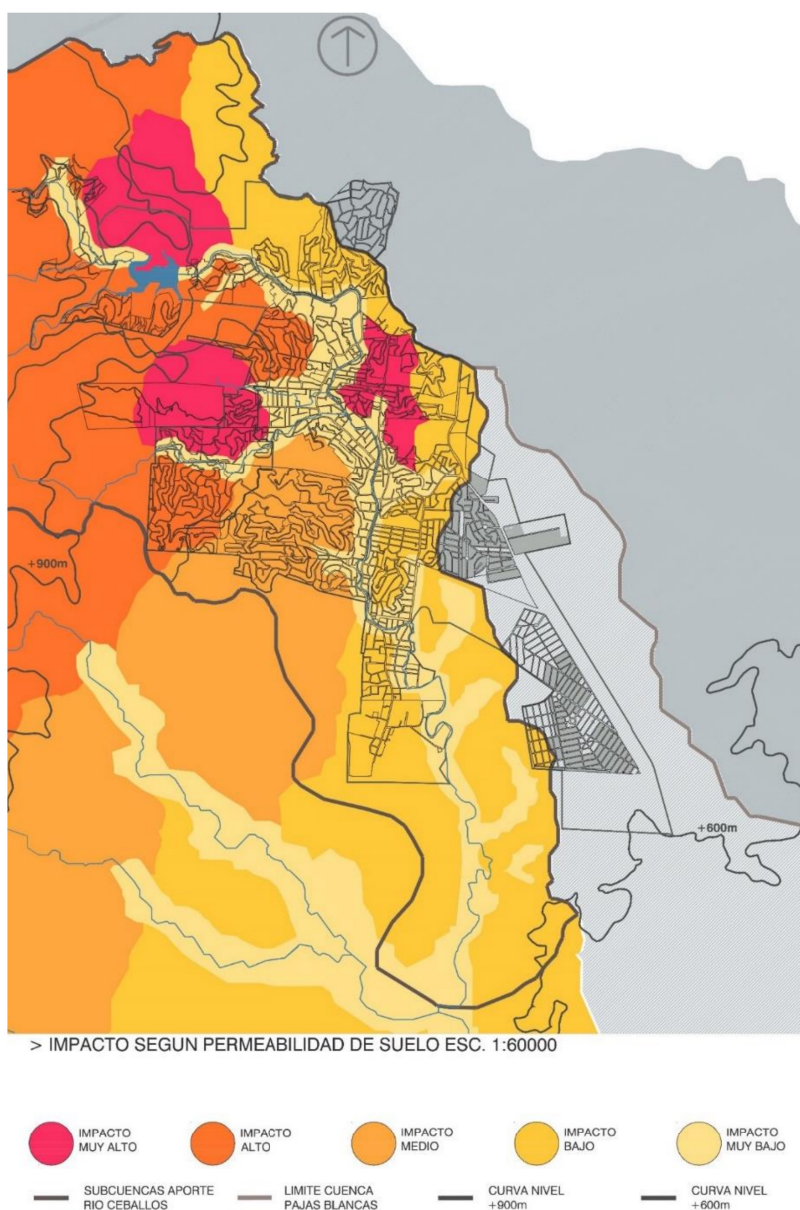 +900m
+600m
> IMPACTO SEGUN PERMEABILIDAD DE SUELO ESC. 1:60000
IMPACTO
MUY ALTO
IMPACTO
ALTO
IMPACTO
MEDIO
IMPACTO
BAJO
IMPACTO
MUY BAJO
SUBCUENCAS APORTE
RIO CEBALLOS
LIMITE CUENCA
PAJAS BLANCAS
CURVA NIVEL
+900m
CURVA NIVEL
+600m